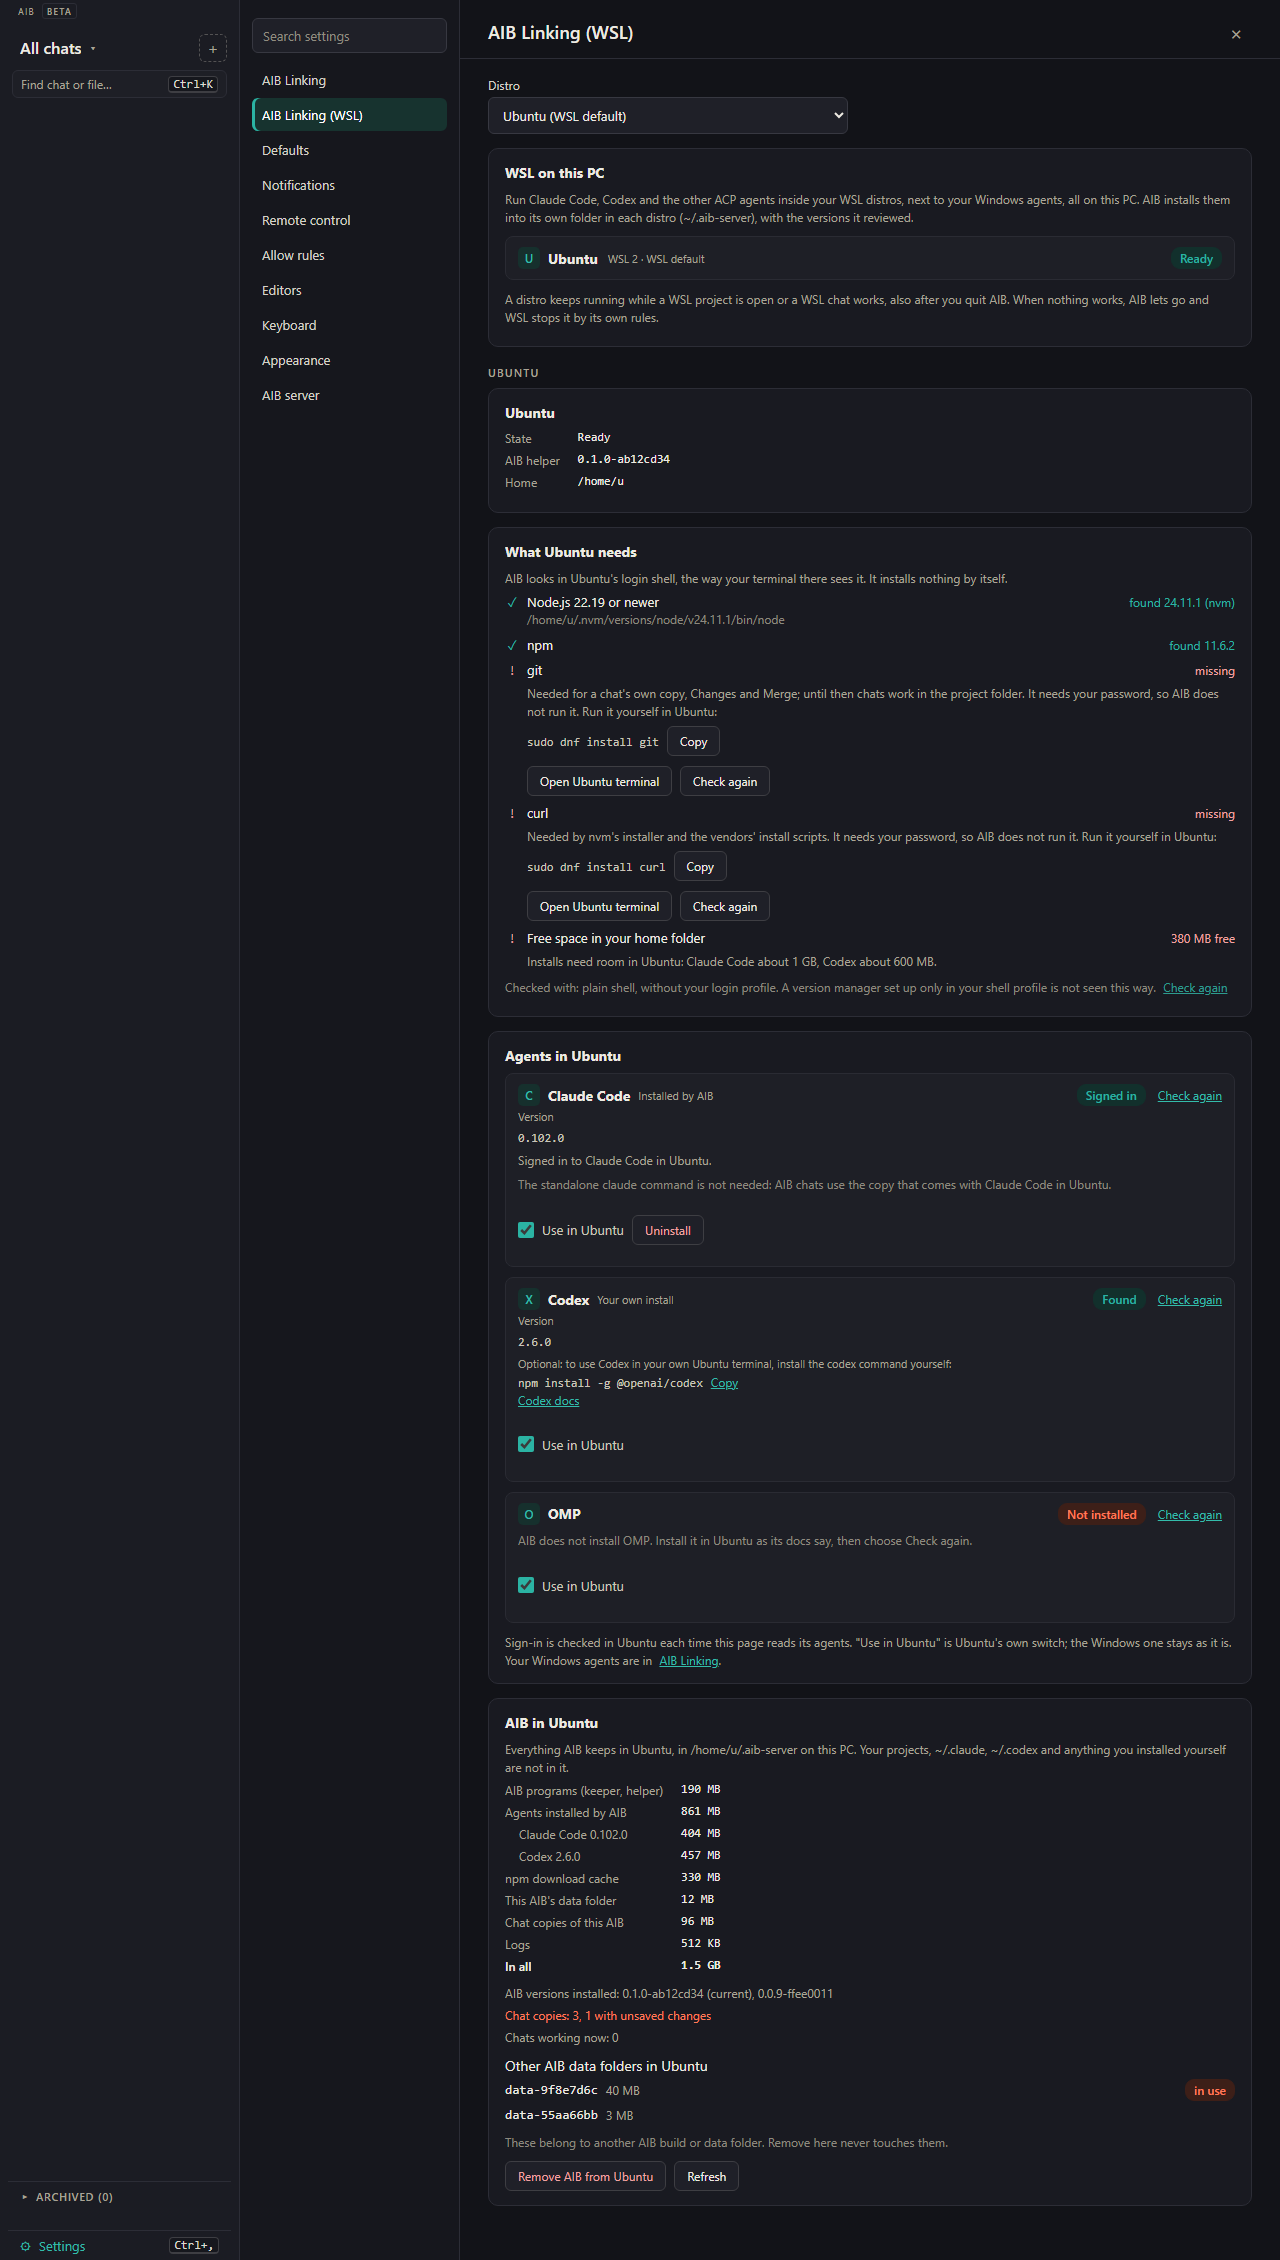 AIB BETA
All chats
+
Find chat or file... Ctrl+K
ARCHIVED (0)
Settings Ctrl+,
Search settings
AIB Linking
AIB Linking (WSL)
Defaults
Notifications
Remote control
Allow rules
Editors
Keyboard
Appearance
AIB server
AIB Linking (WSL)
Distro
Ubuntu (WSL default)
WSL on this PC
Run Claude Code, Codex and the other ACP agents inside your WSL distros, next to your Windows agents, all on this PC. AIB installs them
into its own folder in each distro (~/.aib-server), with the versions it reviewed.
U Ubuntu WSL 2 · WSL default Ready
A distro keeps running while a WSL project is open or a WSL chat works, also after you quit AIB. When nothing works, AIB lets go and
WSL stops it by its own rules.
UBUNTU
Ubuntu
State Ready
AIB helper 0.1.0-ab12cd34
Home /home/u
What Ubuntu needs
AIB looks in Ubuntu's login shell, the way your terminal there sees it. It installs nothing by itself.
✓ Node.js 22.19 or newer found 24.11.1 (nvm)
/home/u/.nvm/versions/node/v24.11.1/bin/node
✓ npm found 11.6.2
! git missing
Needed for a chat's own copy, Changes and Merge; until then chats work in the project folder. It needs your password, so AIB does
not run it. Run it yourself in Ubuntu:
sudo dnf install git Copy
Open Ubuntu terminal Check again
! curl missing
Needed by nvm's installer and the vendors' install scripts. It needs your password, so AIB does not run it. Run it yourself in Ubuntu:
sudo dnf install curl Copy
Open Ubuntu terminal Check again
! Free space in your home folder 380 MB free
Installs need room in Ubuntu: Claude Code about 1 GB, Codex about 600 MB.
Checked with: plain shell, without your login profile. A version manager set up only in your shell profile is not seen this way. Check again
Agents in Ubuntu
C Claude Code Installed by AIB Signed in Check again
Version
0.102.0
Signed in to Claude Code in Ubuntu.
The standalone claude command is not needed: AIB chats use the copy that comes with Claude Code in Ubuntu.
Use in Ubuntu Uninstall
X Codex Your own install Found Check again
Version
2.6.0
Optional: to use Codex in your own Ubuntu terminal, install the codex command yourself:
npm install -g @openai/codex Copy
Codex docs
Use in Ubuntu
O OMP Not installed Check again
AIB does not install OMP. Install it in Ubuntu as its docs say, then choose Check again.
Use in Ubuntu
Sign-in is checked in Ubuntu each time this page reads its agents. "Use in Ubuntu" is Ubuntu's own switch; the Windows one stays as it is.
Your Windows agents are in AIB Linking.
AIB in Ubuntu
Everything AIB keeps in Ubuntu, in /home/u/.aib-server on this PC. Your projects, ~/.claude, ~/.codex and anything you installed yourself
are not in it.
AIB programs (keeper, helper) 190 MB
Agents installed by AIB 861 MB
Claude Code 0.102.0 404 MB
Codex 2.6.0 457 MB
npm download cache 330 MB
This AIB's data folder 12 MB
Chat copies of this AIB 96 MB
Logs 512 KB
In all 1.5 GB
AIB versions installed: 0.1.0-ab12cd34 (current), 0.0.9-ffee0011
Chat copies: 3, 1 with unsaved changes
Chats working now: 0
Other AIB data folders in Ubuntu
data-9f8e7d6c 40 MB in use
data-55aa66bb 3 MB
These belong to another AIB build or data folder. Remove here never touches them.
Remove AIB from Ubuntu Refresh